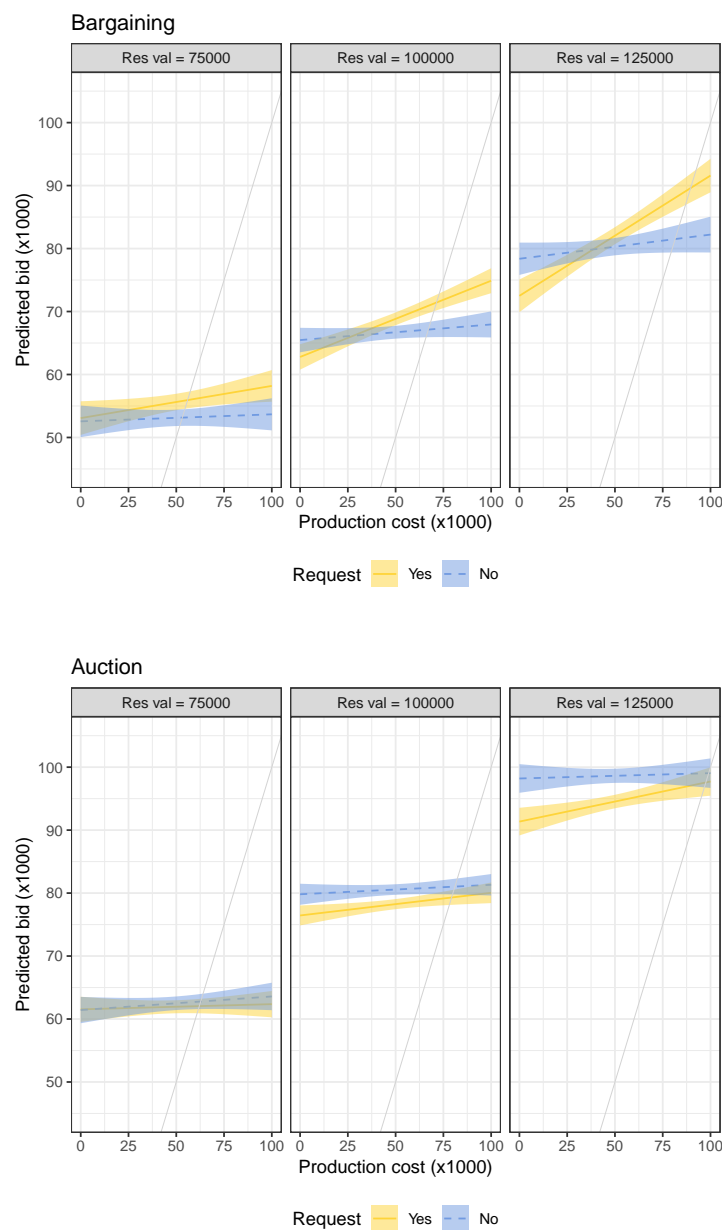 Bargaining
Res val = 75000 Res val = 100000 Res val = 125000
100
90
80
70
60
50
Predicted bid (x1000)
0 25 50 75 100 0 25 50 75 100 0 25 50 75 100
Production cost (x1000)
Request Yes No
Auction
Res val = 75000 Res val = 100000 Res val = 125000
100
90
80
70
60
50
Predicted bid (x1000)
0 25 50 75 100 0 25 50 75 100 0 25 50 75 100
Production cost (x1000)
Request Yes No